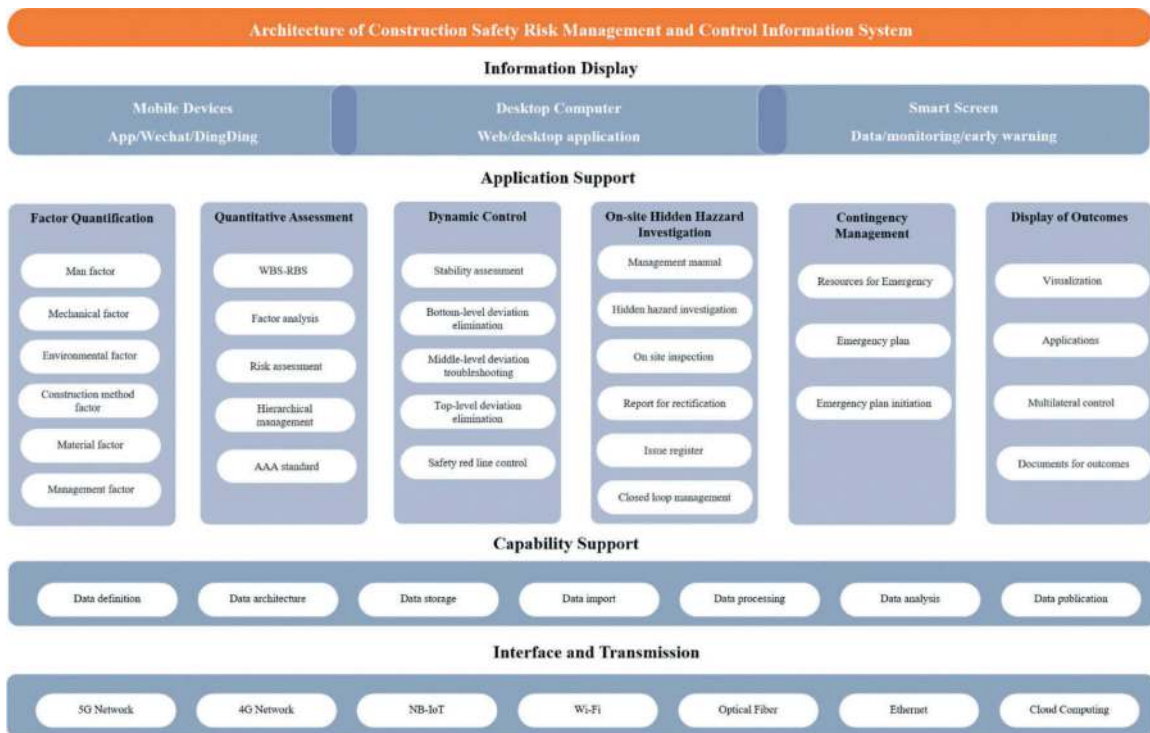 Architecture of Construction Safety Risk Management and Control Information System
Information Display
Mobile Devices
App/Wechat/DingDing
Desktop Computer
Web/desktop application
Smart Screen
Data/monitoring/early warning
Application Support
Factor Quantification
Man factor
Mechanical factor
Environmental factor
Construction method
factor
Material factor
Management factor
Quantitative Assessment
WBS-RBS
Factor analysis
Risk assessment
Hierarchical
management
AAA standard
Dynamic Control
Stability assessment
Bottom-level deviation
elimination
Middle-level deviation
troubleshooting
Top-level deviation
elimination
Safety red line control
On-site Hidden Hazzard
Investigation
Management manual
Hidden hazard investigation
On site inspection
Report for rectification
Issue register
Closed loop management
Contingency
Management
Resources for Emergency
Emergency plan
Emergency plan initiation
Display of Outcomes
Visualization
Applications
Multilateral control
Documents for outcomes
Capability Support
Data definition
Data architecture
Data storage
Data import
Data processing
Data analysis
Data publication
Interface and Transmission
5G Network
4G Network
NB-IoT
Wi-Fi
Optical Fiber
Ethernet
Cloud Computing